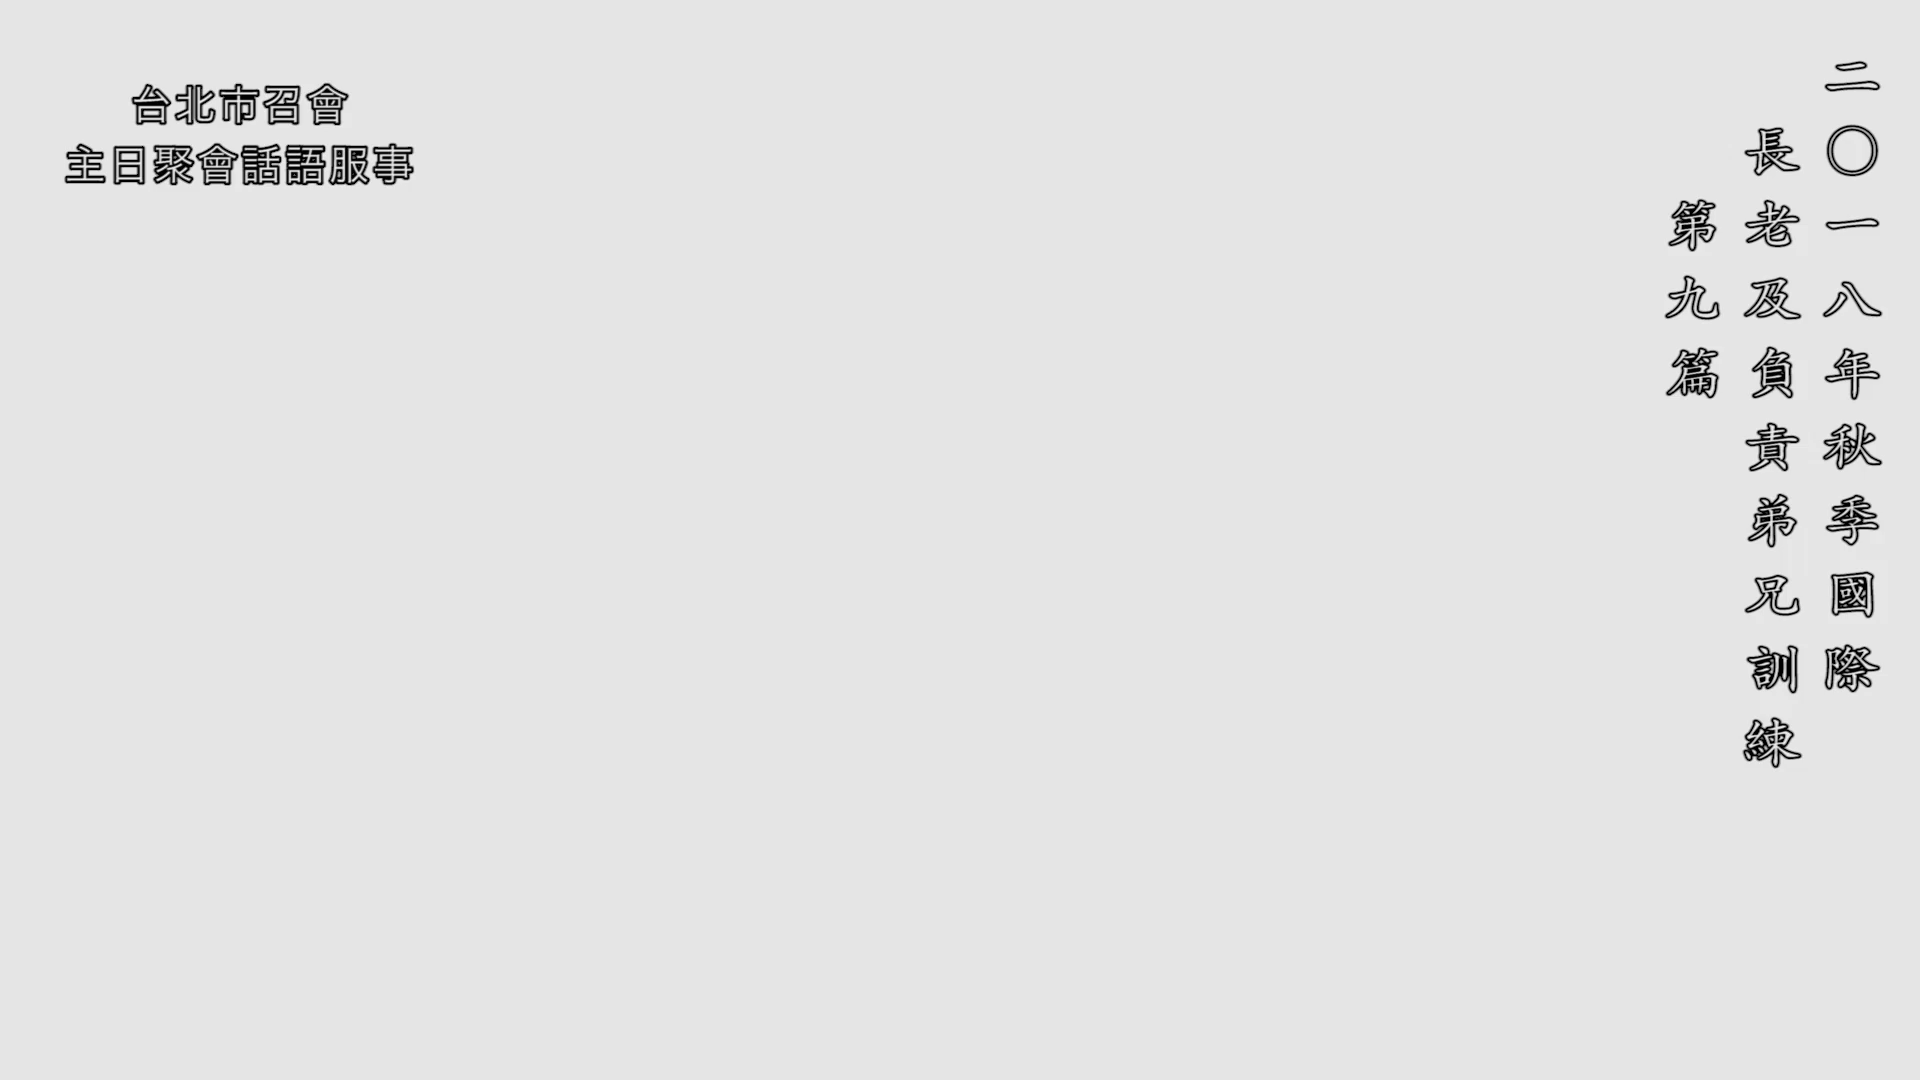 台北市召會
主日聚會話語服事
二〇一八年秋季國際
長老及負責弟兄訓練
第九篇